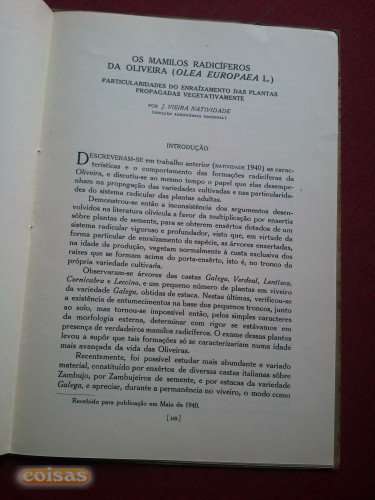 OS MAMILOS RADICÍFEROS
DA OLIVEIRA (OLEA EUROPAEA L.)
PARTICULARIDADES DO ENRAÌZAMENTO DAS PLANTAS
PROPAGADAS VEGETATIVAMENTE
POR J. VIEIRA NATIVIDADE
(ESTAÇÃO AGRONÓMICA NACIONAL)
INTRODUÇÃO
DESCREVERAM-SE em trabalho anterior (NATIVIDADE 1940) as carac-
terísticas e o comportamento das formações radicíferas da
Oliveira, e discutiu-se ao mesmo tempo o papel que elas desempe-
nham na propagação das variedades cultivadas e nas particularida-
des do sistema radicular das plantas adultas.
Demonstrou-se então a inconsistência dos argumentos desen-
volvidos na literatura olivícola a favor da multiplicação por enxertia
sôbre plantas de semente, para se obterem enxêrtos dotados de um
sistema radicular vigoroso e profundador, visto que, em virtude da
forma particular de enraìzamento da espécie, as árvores enxertadas,
na idade de produção, vegetam normalmente à custa exclusiva das
raízes que se formam acima do porta-enxêrto, isto é, no tronco da
própria variedade cultivada.
Observaram-se árvores das castas Galega, Verdeal, Lentisco,
Cornicabra e Leccino, e um pequeno número de plantas em viveiro
da variedade Galega, obtidas de estaca. Nestas últimas, verificou-se
a existência de entumecimentos na base dos pequenos troncos, junto
ao solo, mas tornou-se impossível então, pelos simples caracteres
da morfologia externa, determinar com rigor se estávamos em
presença de verdadeiros mamilos radicíferos. O exame destas plantas
levou a supôr que tais formações só se caracterizariam numa idade
mais avançada da vida das Oliveiras.
Recentemente, foi possível estudar mais abundante e variado
material, constituído por enxêrtos de diversas castas italianas sôbre
Zambujo, por Zambujeiros de semente, e por estacas da variedade
Galega, e apreciar, durante a permanência no viveiro, o modo como
Recebido para publicação em Maio de 1940.
[169]
coisas